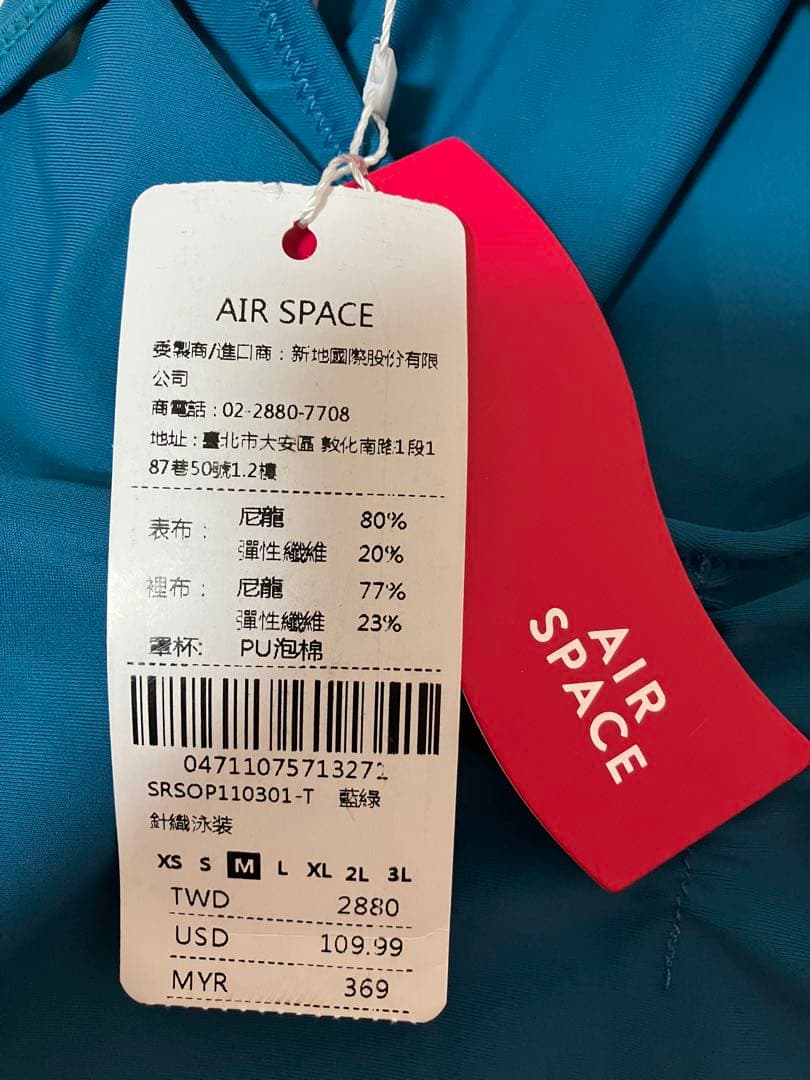 AIR SPACE
委製商/進口商：新地國際股份有限
公司
商電話：02-2880-7708
地址：臺北市大安區 敦化南路1段1
87巷50號1.2樓
表布： 尼龍 80%
彈性纖維 20%
裡布： 尼龍 77%
彈性纖維 23%
罩杯: PU泡棉
04711075713271
SRSOP110301-T 藍綠
針織泳裝
XS S M L XL 2L 3L
TWD 2880
USD 109.99
MYR 369
AIR
SPACE